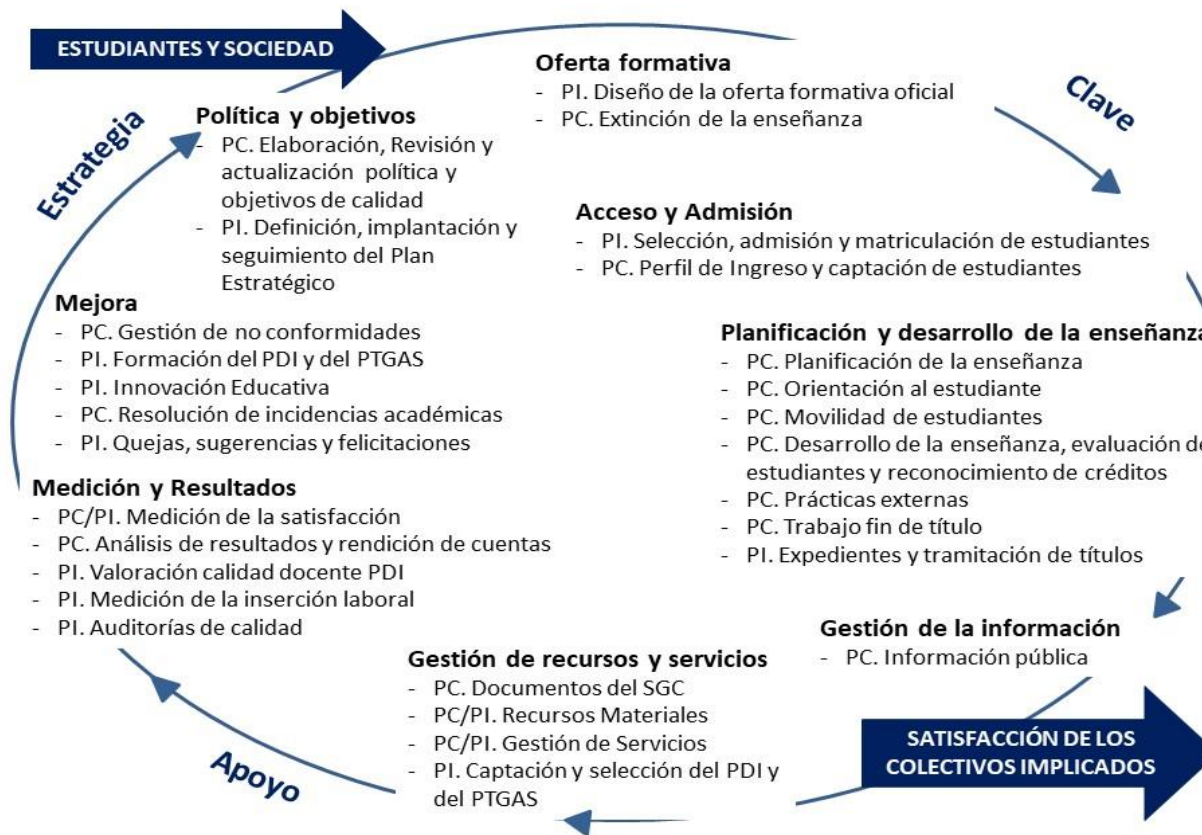 ESTUDIANTES Y SOCIEDAD
Estrategia
Política y objetivos
- PC. Elaboración, Revisión y
actualización política y
objetivos de calidad
- PI. Definición, implantación y
seguimiento del Plan
Estratégico
Oferta formativa
- PI. Diseño de la oferta formativa oficial
- PC. Extinción de la enseñanza
Clave
Acceso y Admisión
- PI. Selección, admisión y matriculación de estudiantes
- PC. Perfil de Ingreso y captación de estudiantes
Mejora
- PC. Gestión de no conformidades
- PI. Formación del PDI y del PTGAS
- PI. Innovación Educativa
- PC. Resolución de incidencias académicas
- PI. Quejas, sugerencias y felicitaciones
Planificación y desarrollo de la enseñanza
- PC. Planificación de la enseñanza
- PC. Orientación al estudiante
- PC. Movilidad de estudiantes
- PC. Desarrollo de la enseñanza, evaluación de
estudiantes y reconocimiento de créditos
- PC. Prácticas externas
- PC. Trabajo fin de título
- PI. Expedientes y tramitación de títulos
Medición y Resultados
- PC/PI. Medición de la satisfacción
- PC. Análisis de resultados y rendición de cuentas
- PI. Valoración calidad docente PDI
- PI. Medición de la inserción laboral
- PI. Auditorías de calidad
Gestión de la información
- PC. Información pública
Gestión de recursos y servicios
- PC. Documentos del SGC
- PC/PI. Recursos Materiales
- PC/PI. Gestión de Servicios
- PI. Captación y selección del PDI y
del PTGAS
Apoyo
SATISFACCIÓN DE LOS
COLECTIVOS IMPLICADOS